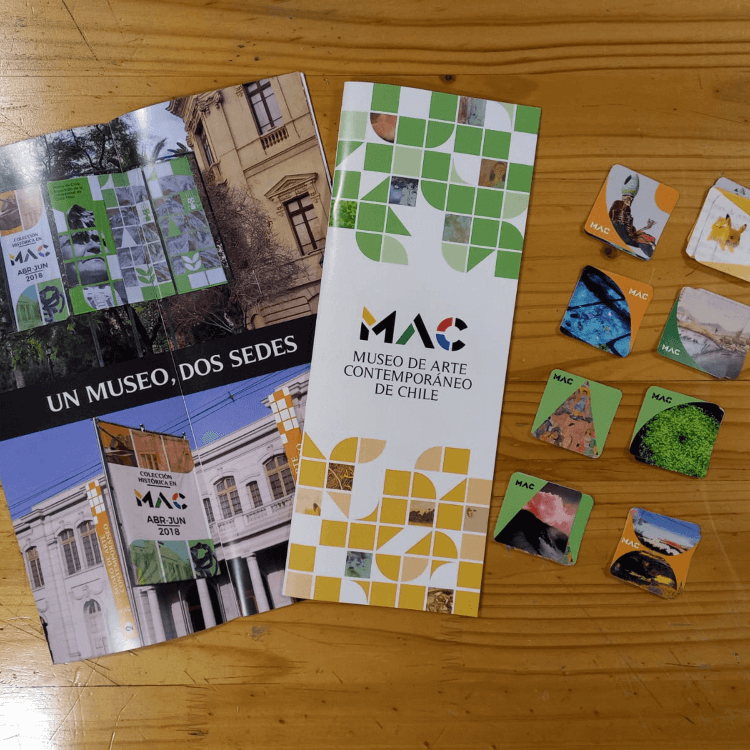 COLECCIÓN
HISTÓRICA EN
MAC
ABR-JUN
2018
UN MUSEO, DOS SEDES
COLECCIÓN
HISTÓRICA EN
MAC
ABR-JUN
2018
MAC
MUSEO DE ARTE
CONTEMPORÁNEO
DE CHILE
MAC
MAC
MAC
MAC
MAC
MAC
MAC